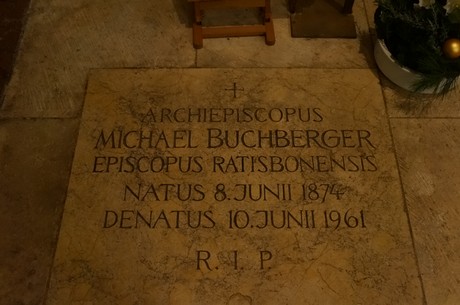 ARCHIEPISCOPUS
MICHAEL BUCHBERGER
EPISCOPUS RATISBONENSIS
NATUS 8. JUNII 1874
DENATUS 10. JUNII 1961
R. I. P.